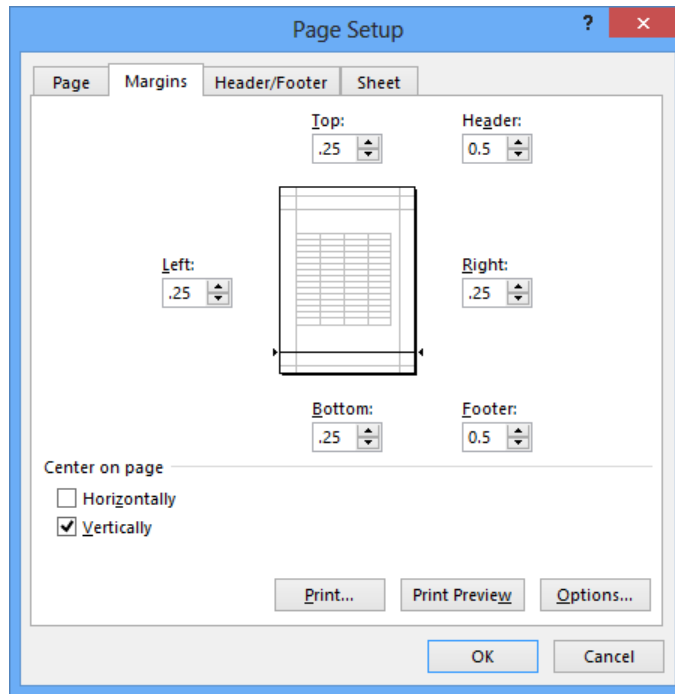 Page Setup ? ×
Page Margins Header/Footer Sheet
Top: Header:
.25 0.5
Left: Right:
.25 .25
Bottom: Footer:
.25 0.5
Center on page
Horizontally
Vertically
Print... Print Preview Options...
OK Cancel